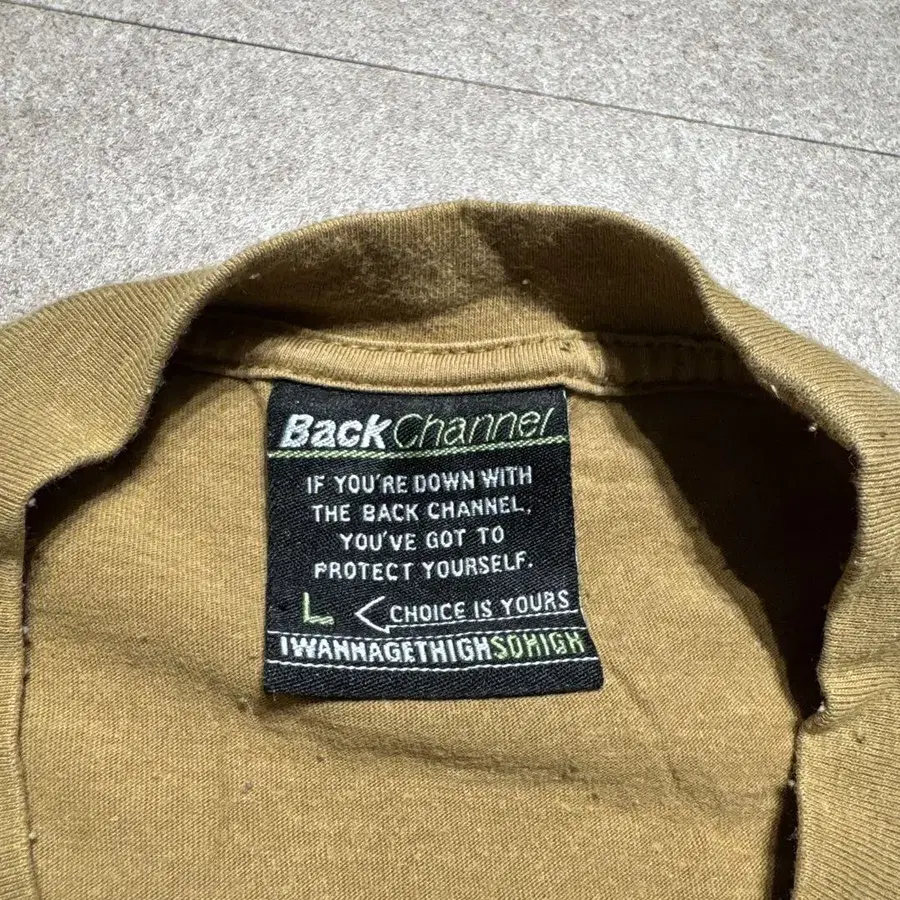 BackChannel
IF YOU'RE DOWN WITH
THE BACK CHANNEL,
YOU'VE GOT TO
PROTECT YOURSELF.
L < CHOICE IS YOURS
IWANNAGETHIGHSOHIGH